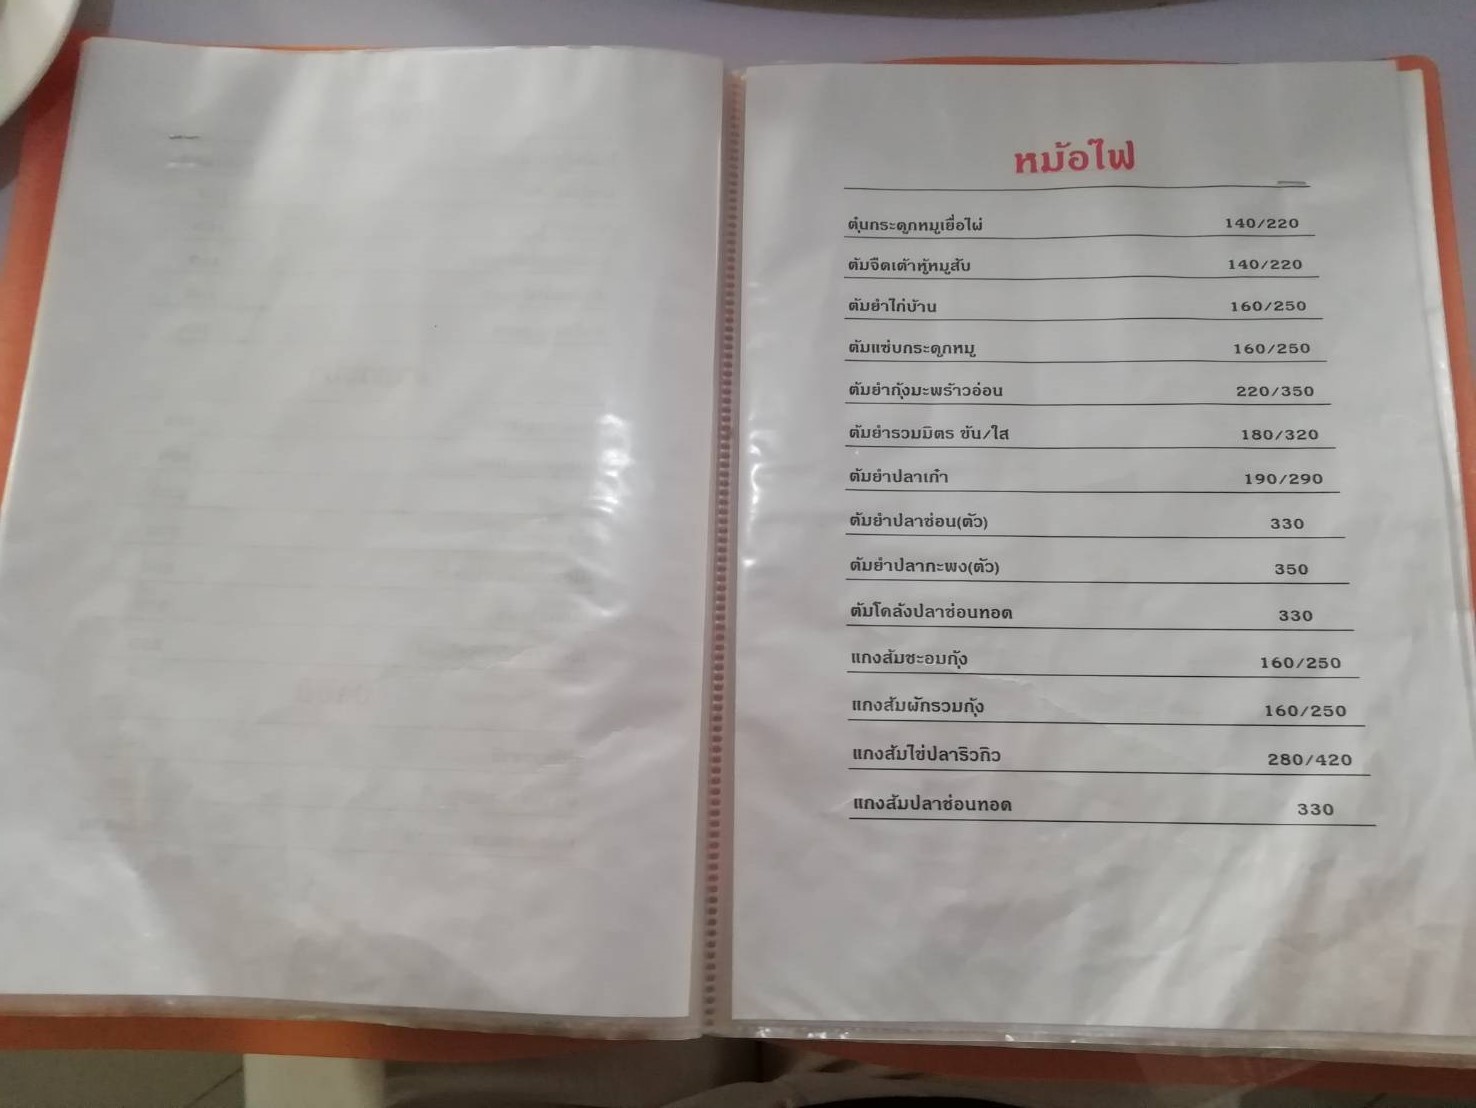 หม้อไฟ
ตุ๋นกระดูกหมูเยื่อไผ่ 140/220
ต้มจืดเต้าหู้หมูสับ 140/220
ต้มยำไก่บ้าน 160/250
ต้มแซ่บกระดูกหมู 160/250
ต้มยำกุ้งมะพร้าวอ่อน 220/350
ต้มยำรวมมิตร ข้น/ใส 180/320
ต้มยำปลาเก๋า 190/290
ต้มยำปลาช่อน(ตัว) 330
ต้มยำปลากะพง(ตัว) 350
ต้มโคล้งปลาช่อนทอด 330
แกงส้มชะอมกุ้ง 160/250
แกงส้มผักรวมกุ้ง 160/250
แกงส้มไข่ปลาริวกิว 280/420
แกงส้มปลาช่อนทอด 330